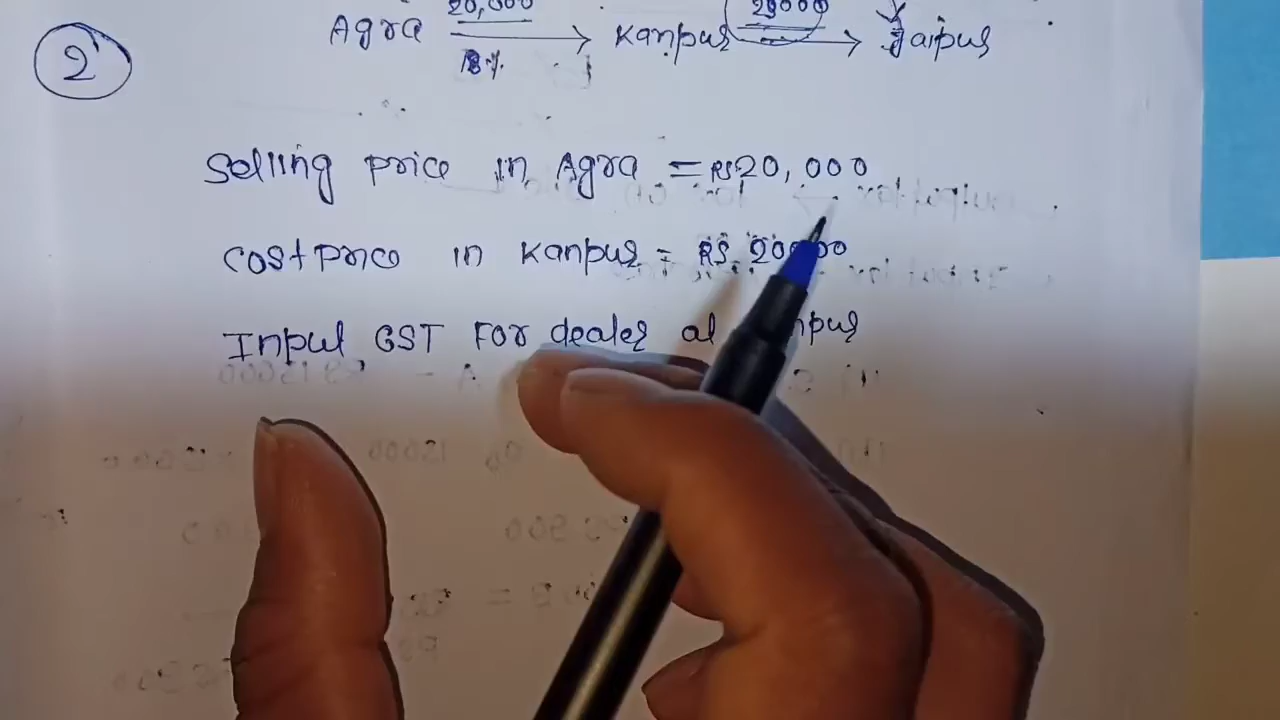 2
Agra 20,000 Kanpur Jaipur
18%
Selling price in Agra = RS 20,000
Cost price in Kanpur = RS 20000
Input GST For dealer at